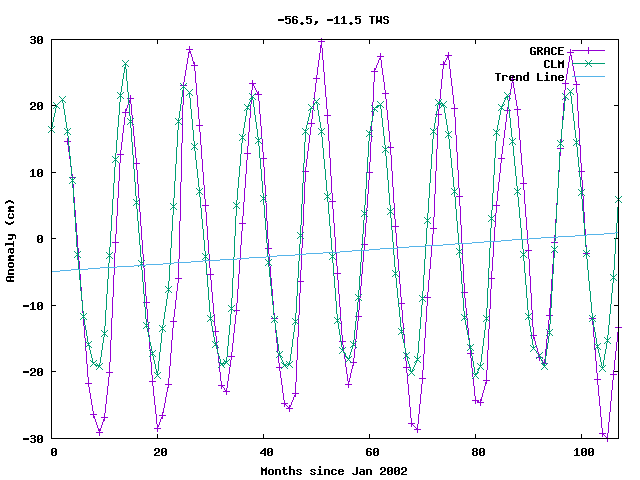 -56.5, -11.5 TWS
GRACE
CLM
Trend Line
30
20
10
0
-10
-20
-30
Anomaly (cm)
0 20 40 60 80 100
Months since Jan 2002